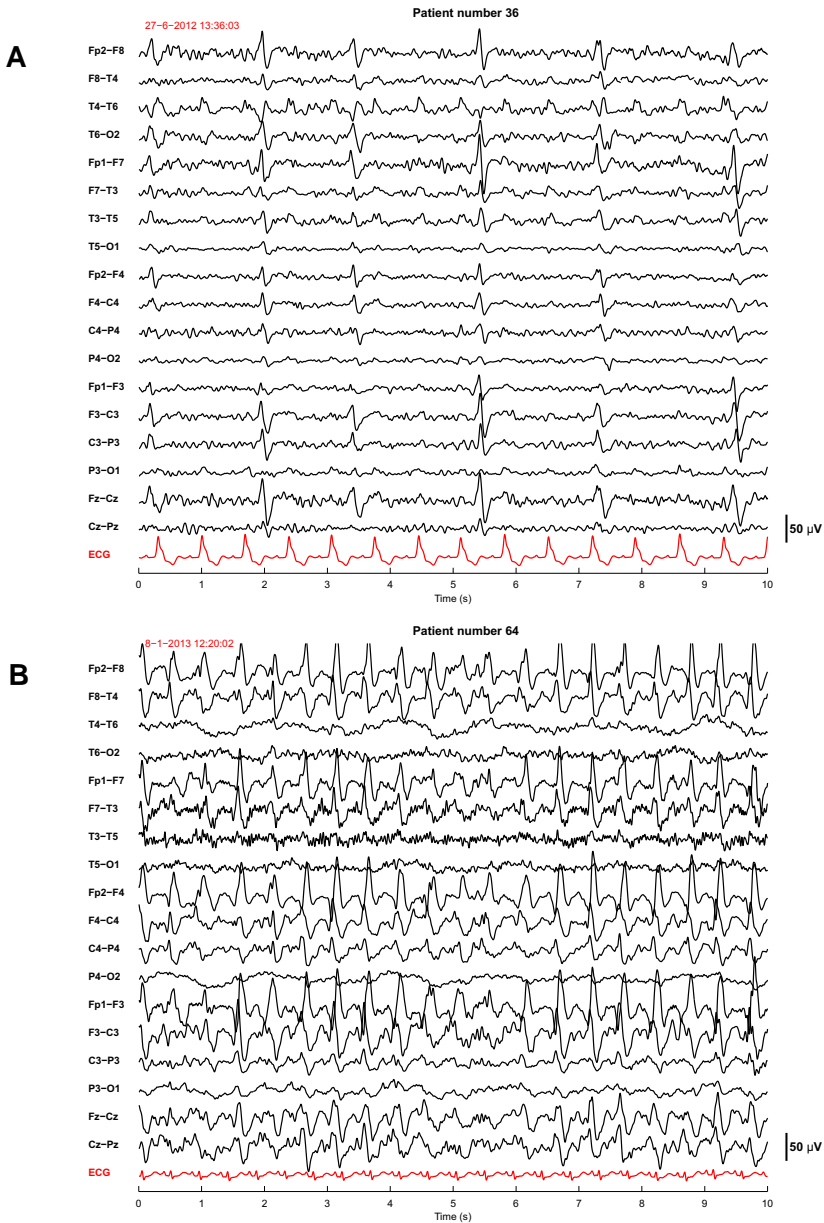 Patient number 36
27-6-2012 13:36:03
A
Fp2-F8
F8-T4
T4-T6
T6-O2
Fp1-F7
F7-T3
T3-T5
T5-O1
Fp2-F4
F4-C4
C4-P4
P4-O2
Fp1-F3
F3-C3
C3-P3
P3-O1
Fz-Cz
Cz-Pz
50 µV
ECG
0 1 2 3 4 5 6 7 8 9 10
Time (s)
Patient number 64
8-1-2013 12:20:02
B
Fp2-F8
F8-T4
T4-T6
T6-O2
Fp1-F7
F7-T3
T3-T5
T5-O1
Fp2-F4
F4-C4
C4-P4
P4-O2
Fp1-F3
F3-C3
C3-P3
P3-O1
Fz-Cz
Cz-Pz
50 µV
ECG
0 1 2 3 4 5 6 7 8 9 10
Time (s)